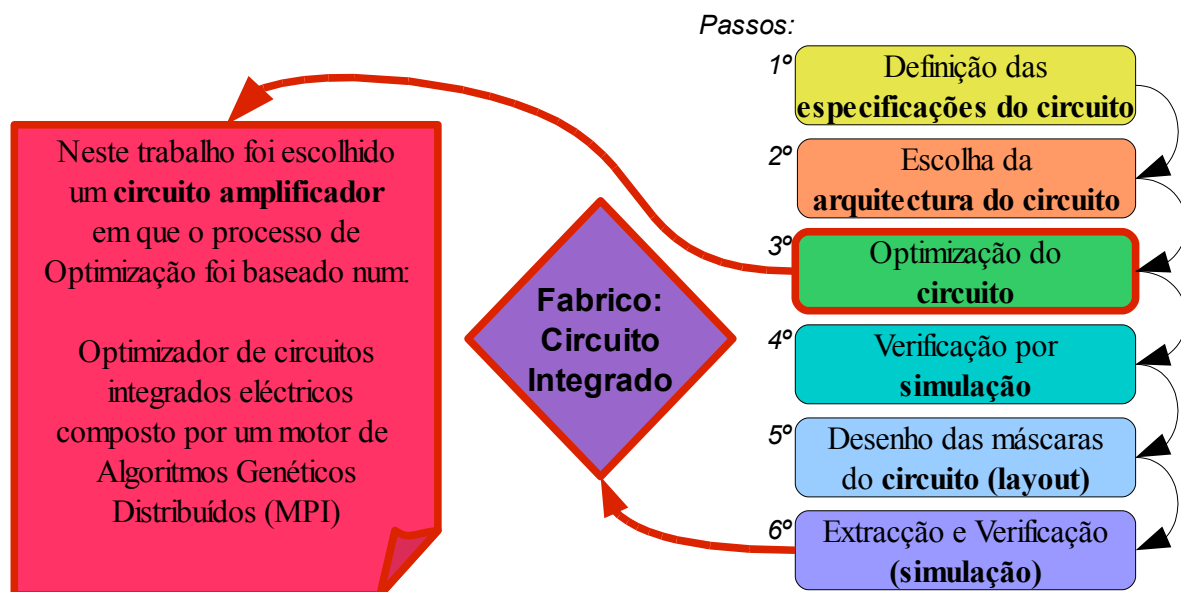 Passos:
1º
Definição das
especificações do circuito
2º
Escolha da
arquitectura do circuito
3º
Optimização do
circuito
4º
Verificação por
simulação
5º
Desenho das máscaras
do circuito (layout)
6º
Extracção e Verificação
(simulação)
Neste trabalho foi escolhido
um circuito amplificador
em que o processo de
Optimização foi baseado num:
Optimizador de circuitos
integrados eléctricos
composto por um motor de
Algoritmos Genéticos
Distribuídos (MPI)
Fabrico:
Circuito
Integrado